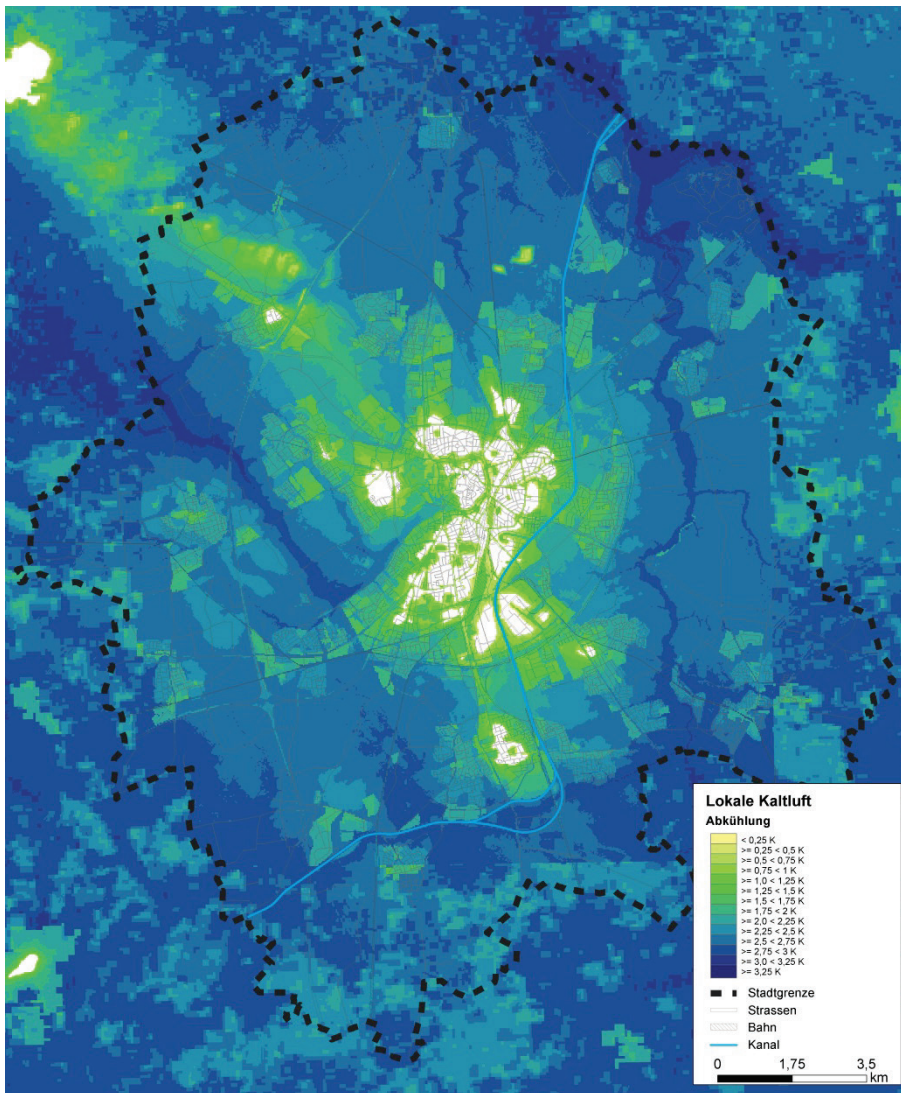 Lokale Kaltluft
Abkühlung
< 0,25 K
>= 0,25 < 0,5 K
>= 0,5 < 0,75 K
>= 0,75 < 1 K
>= 1,0 < 1,25 K
>= 1,25 < 1,5 K
>= 1,5 < 1,75 K
>= 1,75 < 2 K
>= 2,0 < 2,25 K
>= 2,25 < 2,5 K
>= 2,5 < 2,75 K
>= 2,75 < 3 K
>= 3,0 < 3,25 K
>= 3,25 K
Stadtgrenze
Strassen
Bahn
Kanal
0 1,75 3,5
km